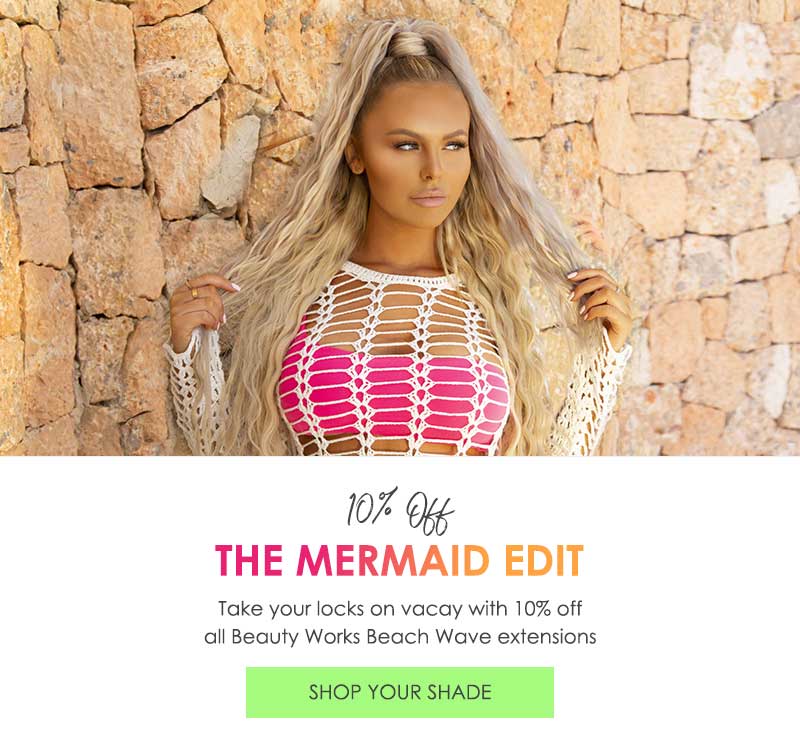 10% Off
THE MERMAID EDIT
Take your locks on vacay with 10% off
all Beauty Works Beach Wave extensions
SHOP YOUR SHADE